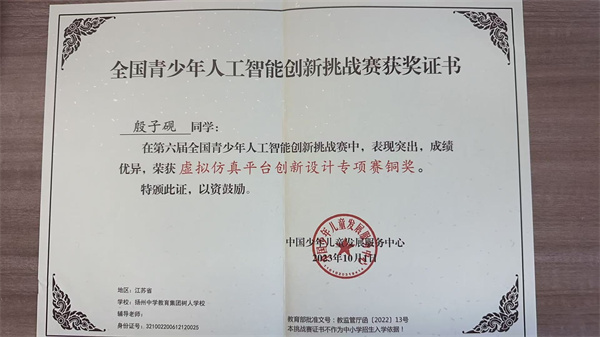 全国青少年人工智能创新挑战赛获奖证书
殷子砚 同学：
在第六届全国青少年人工智能创新挑战赛中，表现突出，成绩
优异，荣获 虚拟仿真平台创新设计专项赛铜奖 。
特颁此证，以资鼓励。
中国少年儿童发展服务中心
2023年10月1日
地区：江苏省
学校：扬州中学教育集团树人学校
辅导老师：
身份证号：321002200612120025
教育部批准文号：教监管厅函〔2022〕13号
本挑战赛证书不作为中小学招生入学依据！